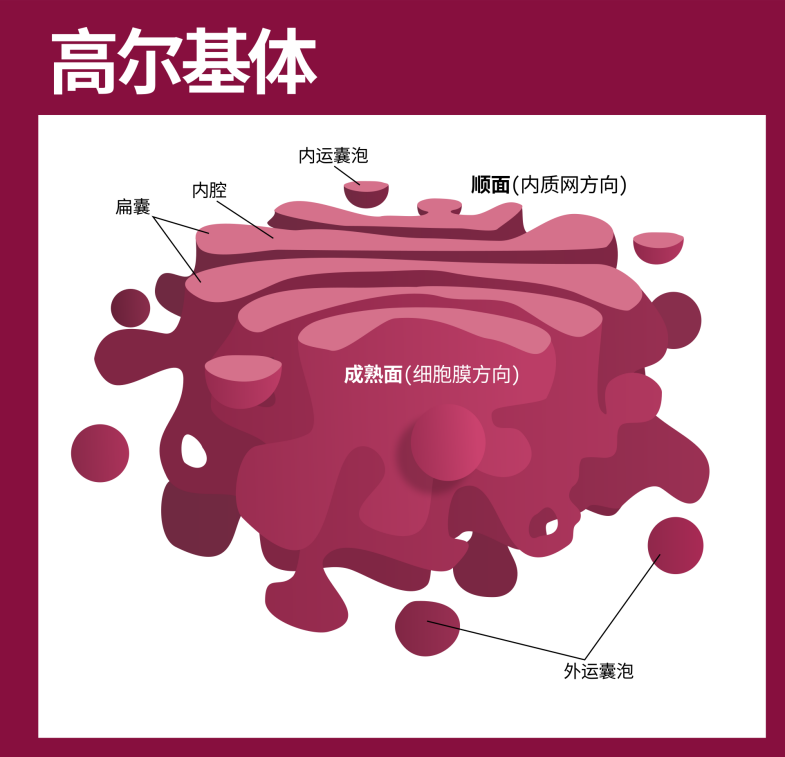 高尔基体
内运囊泡
顺面(内质网方向)
内腔
扁囊
成熟面(细胞膜方向)
外运囊泡